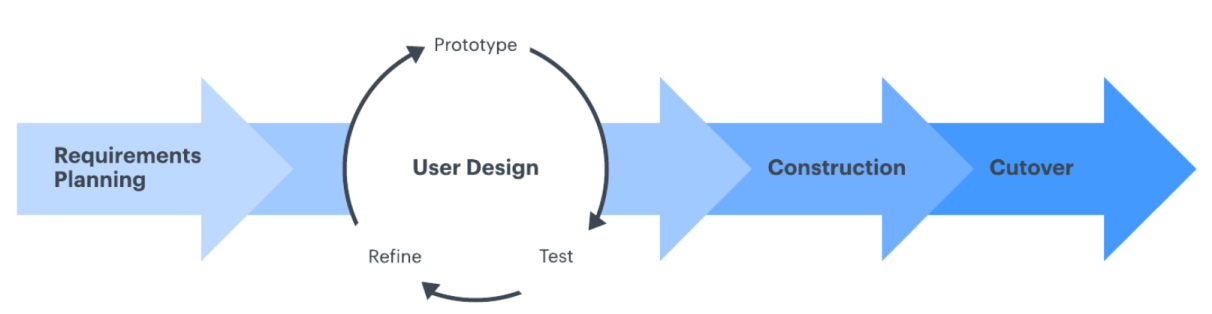 Prototype
Requirements
Planning
User Design
Construction
Cutover
Refine
Test